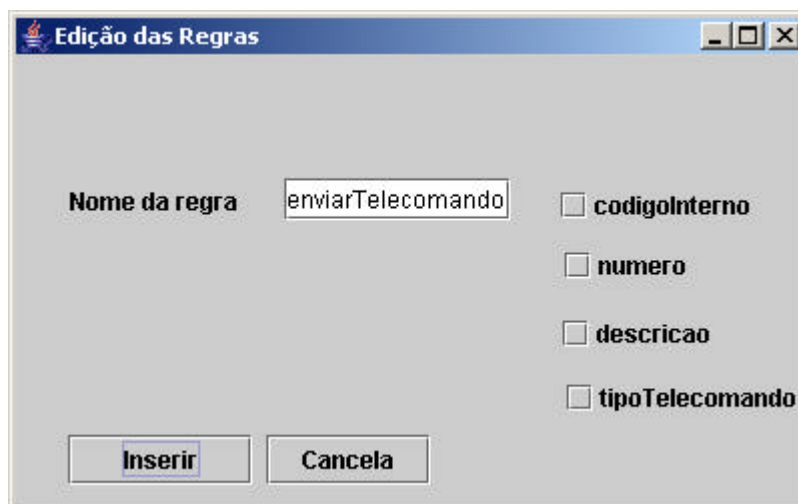 Edição das Regras
Nome da regra
enviarTelecomando
codigoInterno
numero
descricao
tipoTelecomando
Inserir
Cancela